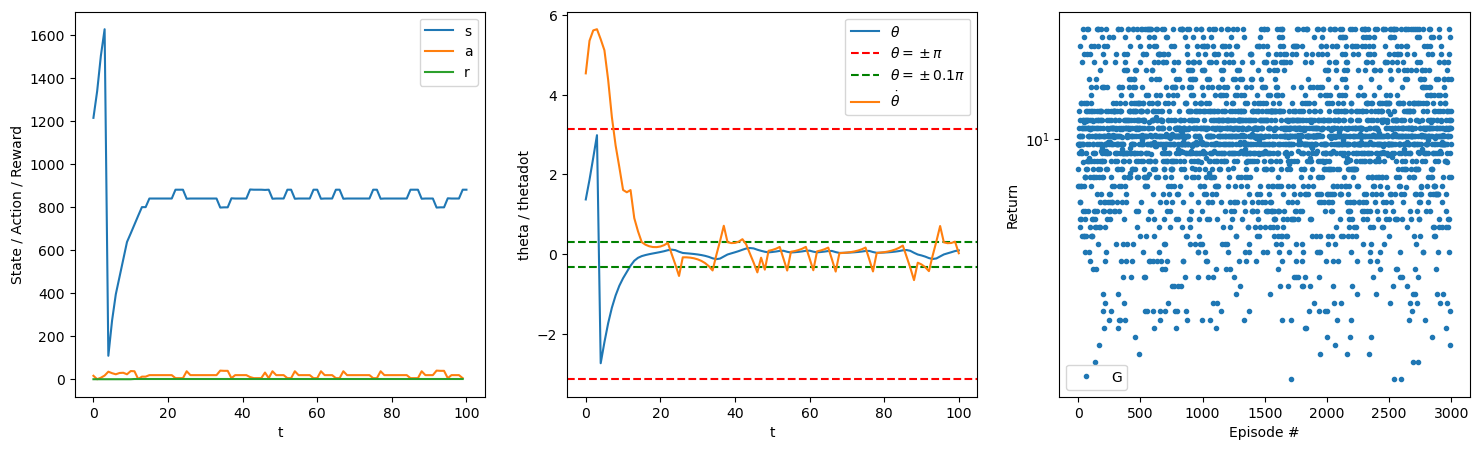 State / Action / Reward
1600
1400
1200
1000
800
600
400
200
0
0 20 40 60 80 100
t
s
a
r
theta / thetadot
6
4
2
0
−2
0 20 40 60 80 100
t
θ
θ = ± π
θ = ± 0.1π
θ̇
Return
10¹
0 500 1000 1500 2000 2500 3000
Episode #
G